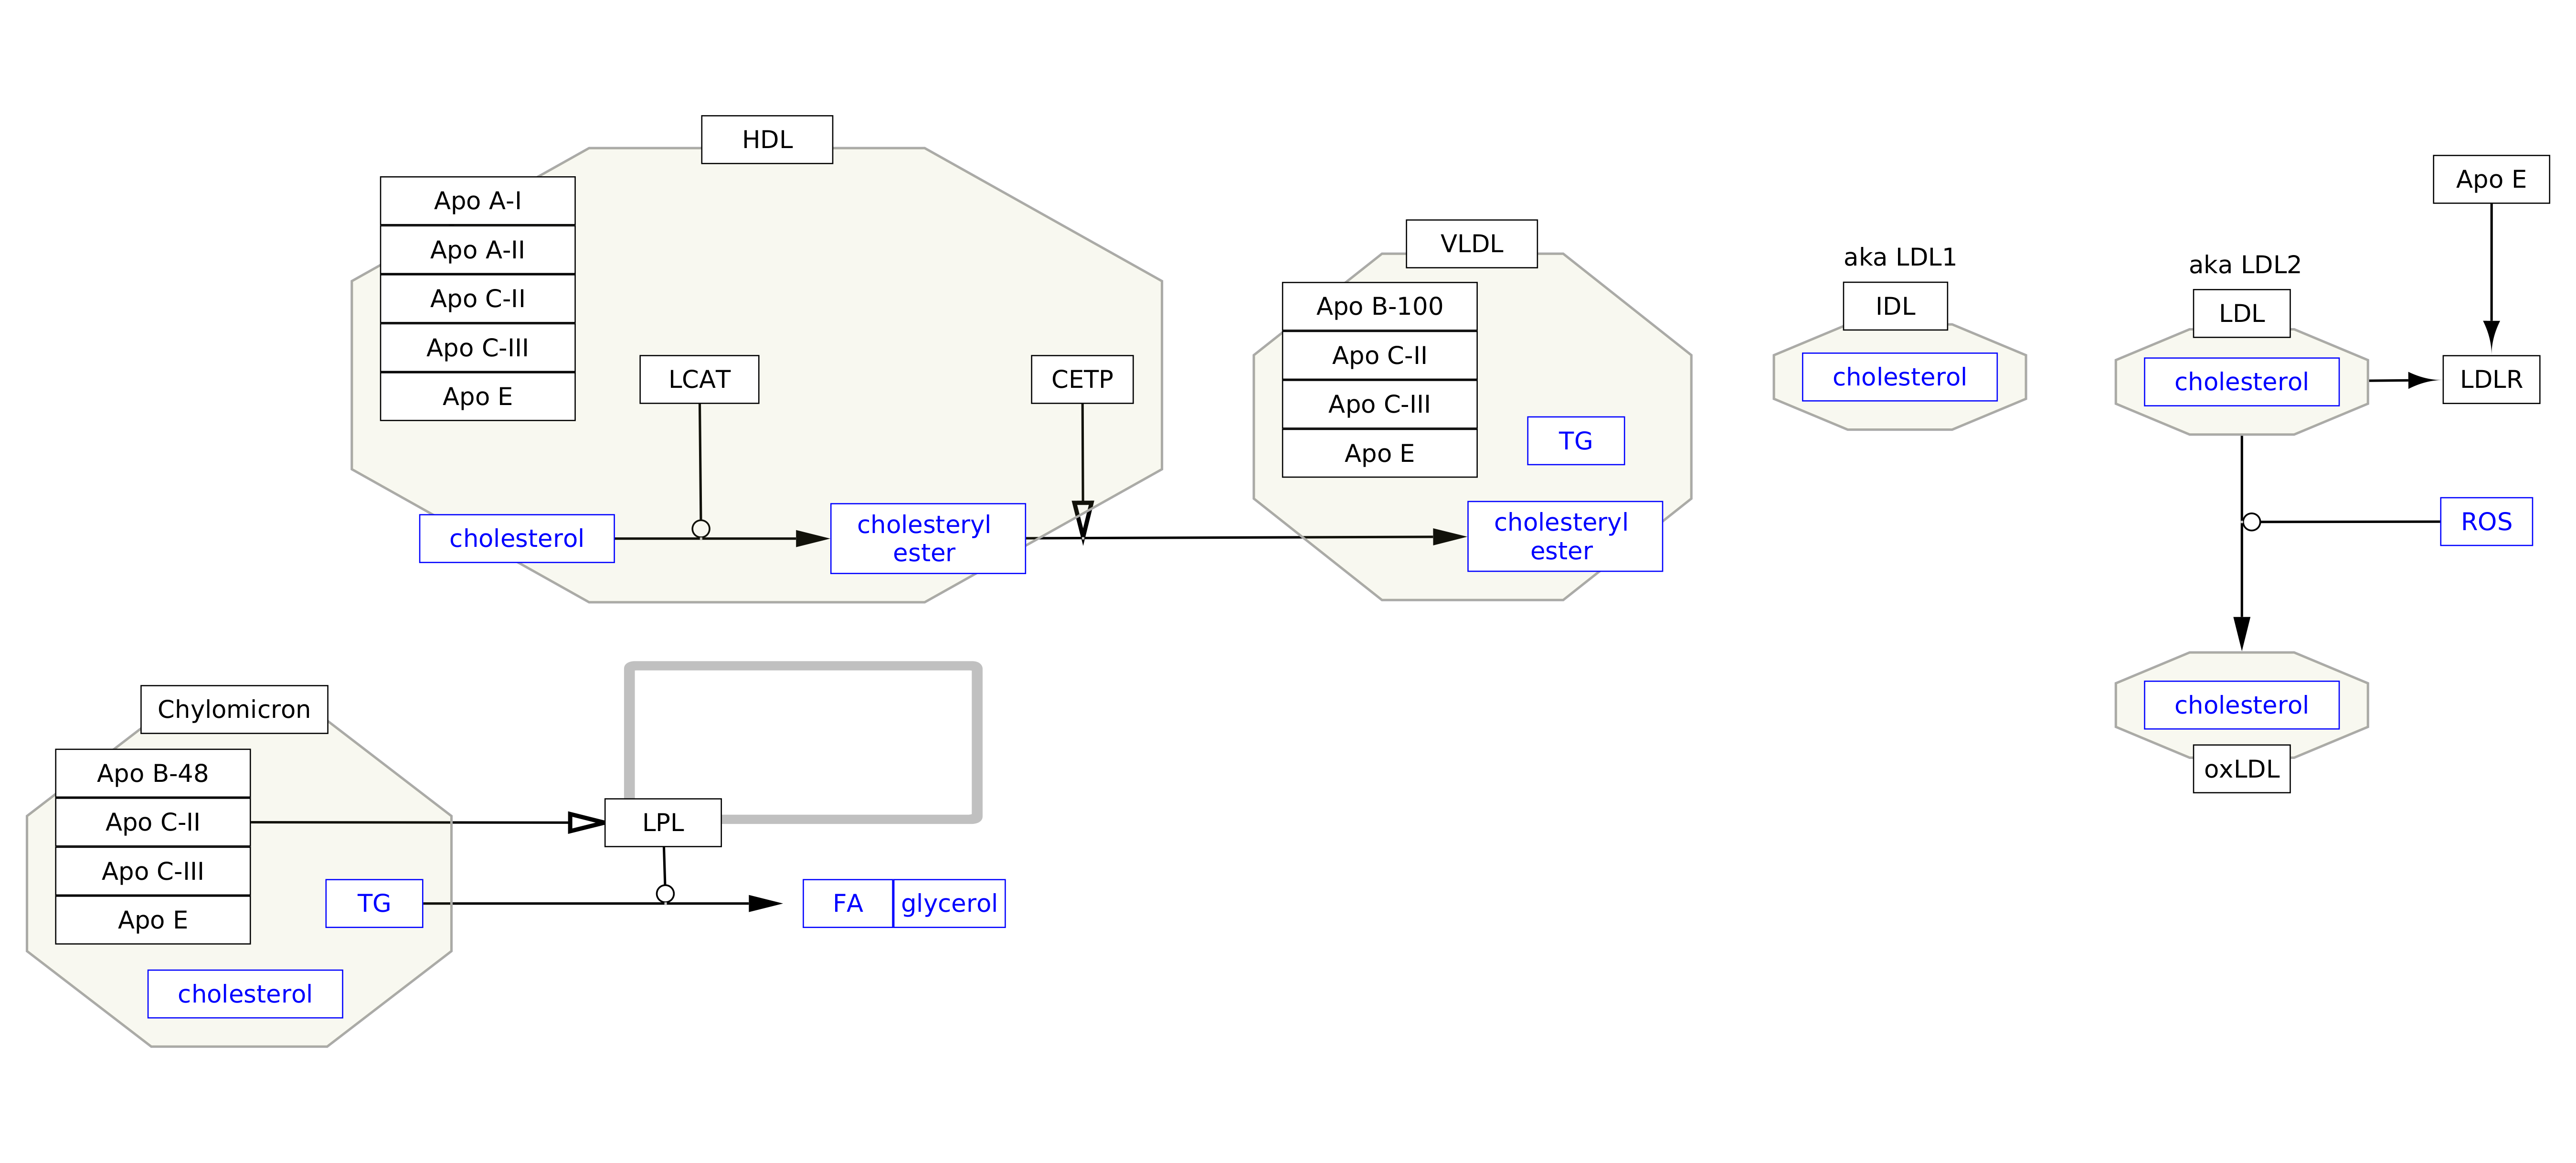 HDL
Apo A-I
Apo A-II
Apo C-II
Apo C-III
Apo E
LCAT
CETP
cholesterol
cholesteryl
ester
VLDL
Apo B-100
Apo C-II
Apo C-III
Apo E
TG
cholesteryl
ester
aka LDL1
IDL
cholesterol
aka LDL2
LDL
cholesterol
Apo E
LDLR
ROS
cholesterol
oxLDL
Chylomicron
Apo B-48
Apo C-II
Apo C-III
Apo E
TG
cholesterol
LPL
FA
glycerol